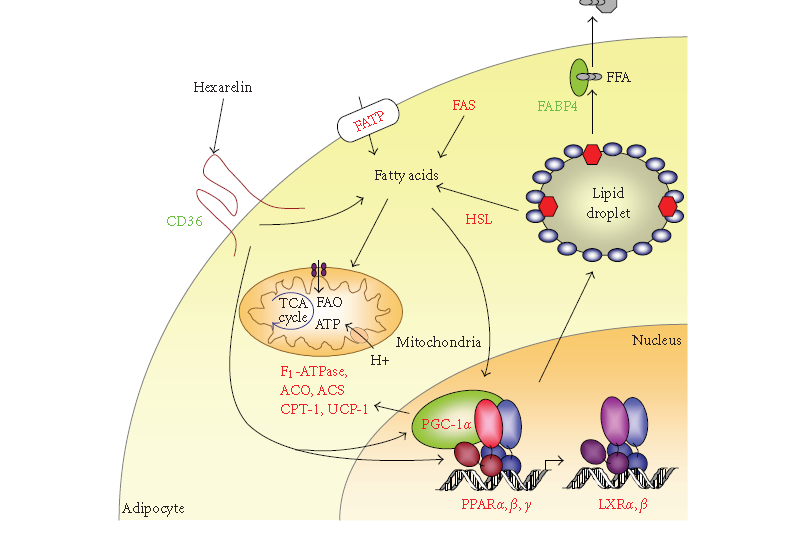 FFA
Hexarelin
FABP4
FAS
FATP
Fatty acids
Lipid
droplet
HSL
CD36
TCA
cycle
FAO
ATP
Mitochondria
Nucleus
H+
F1-ATPase,
ACO, ACS
CPT-1, UCP-1
PGC-1α
PPARα, β, γ
LXRα, β
Adipocyte